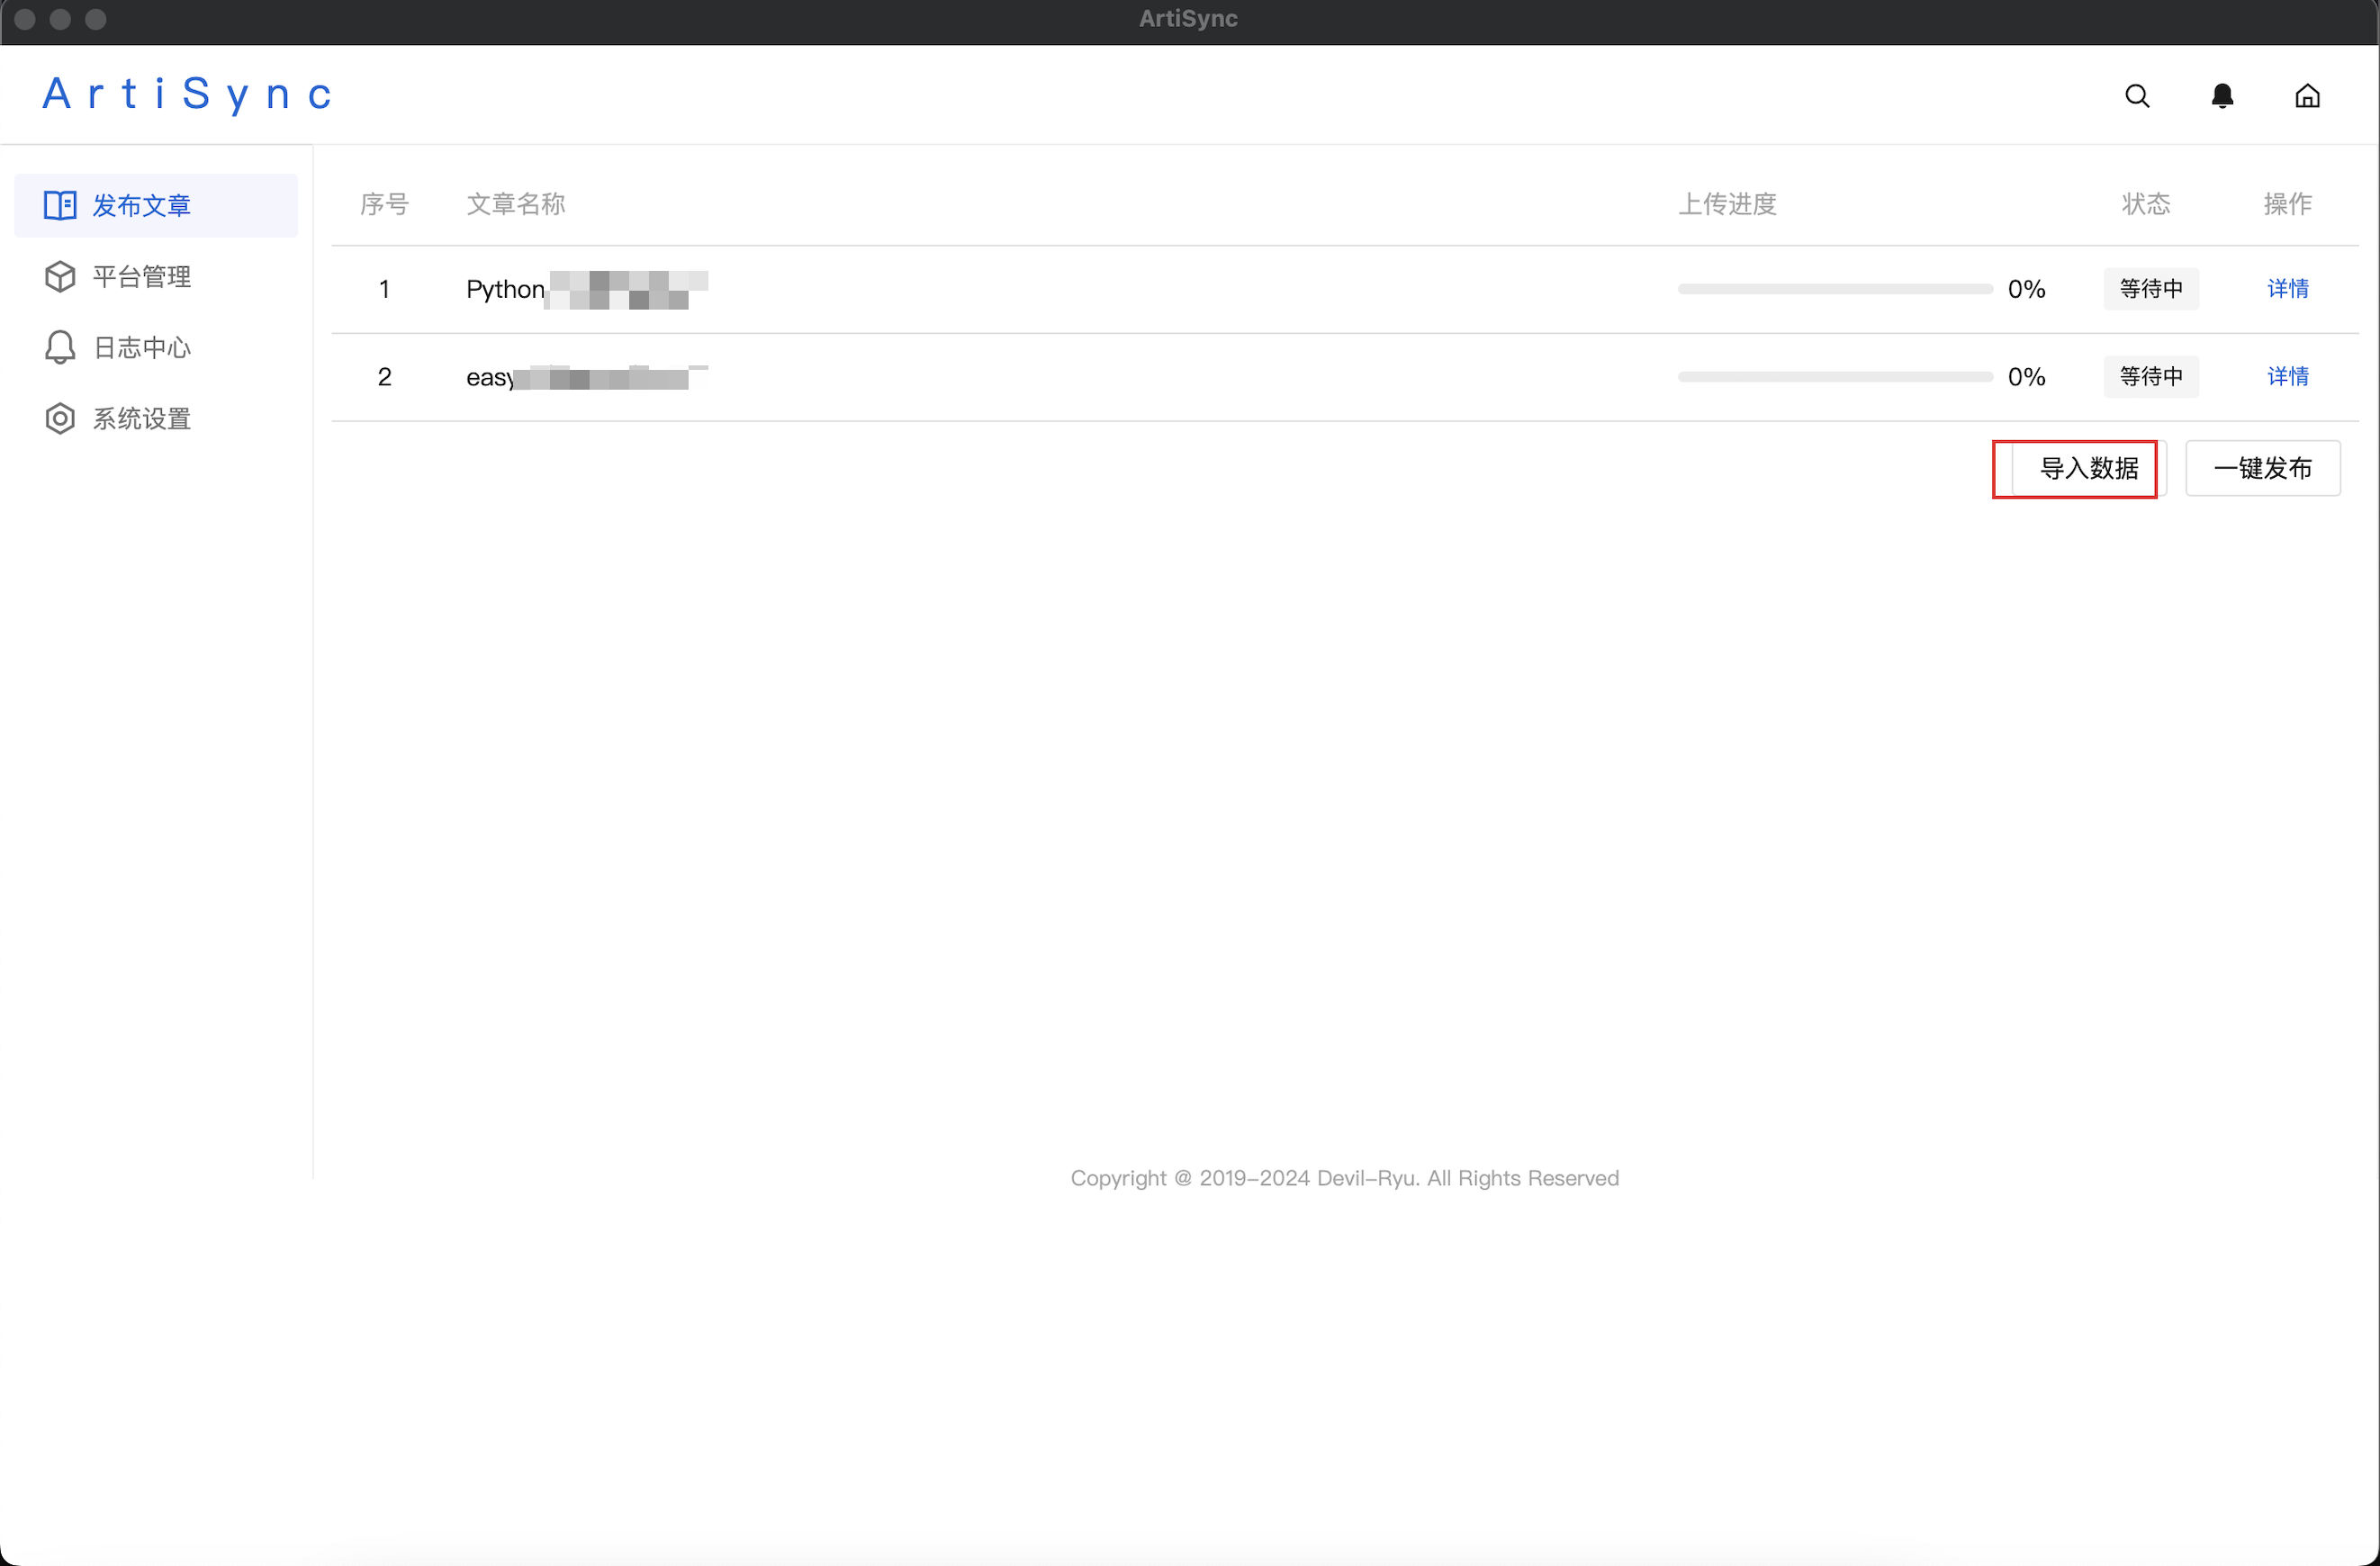 ArtiSync
ArtiSync
发布文章
平台管理
日志中心
系统设置
序号 文章名称 上传进度 状态 操作
1 Python 0% 等待中 详情
2 easy 0% 等待中 详情
导入数据 一键发布
Copyright @ 2019-2024 Devil-Ryu. All Rights Reserved